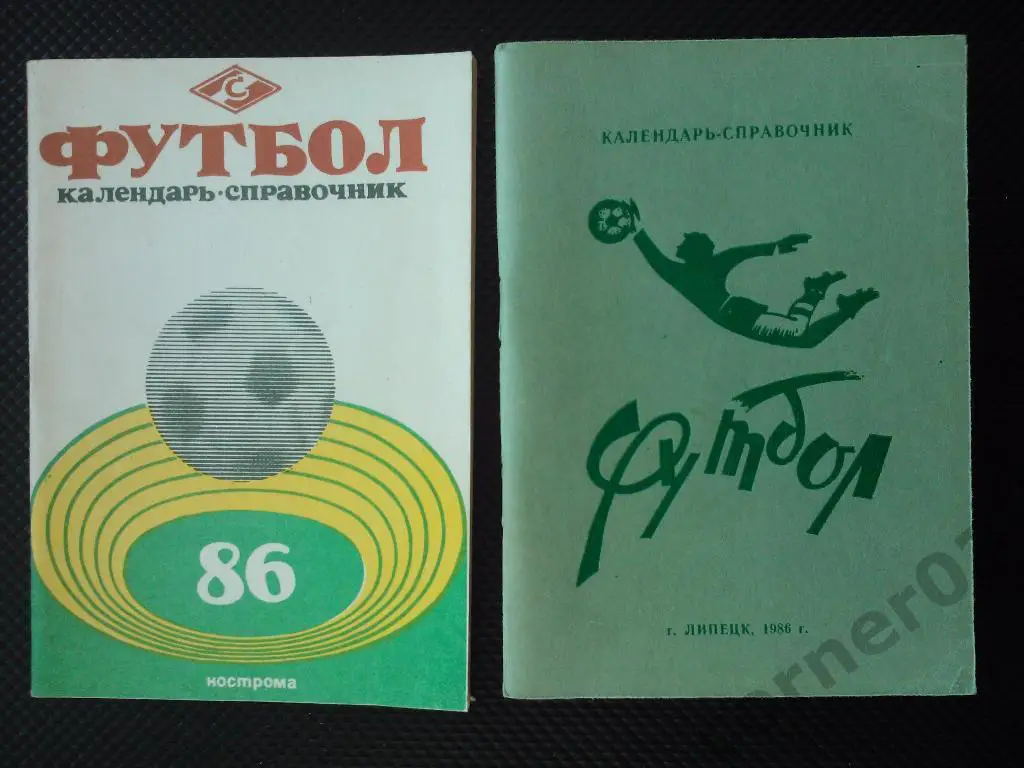 С
ФУТБОЛ
КАЛЕНДАРЬ·СПРАВОЧНИК
86
КОСТРОМА
КАЛЕНДАРЬ-СПРАВОЧНИК
футбол
г. ЛИПЕЦК, 1986 г.